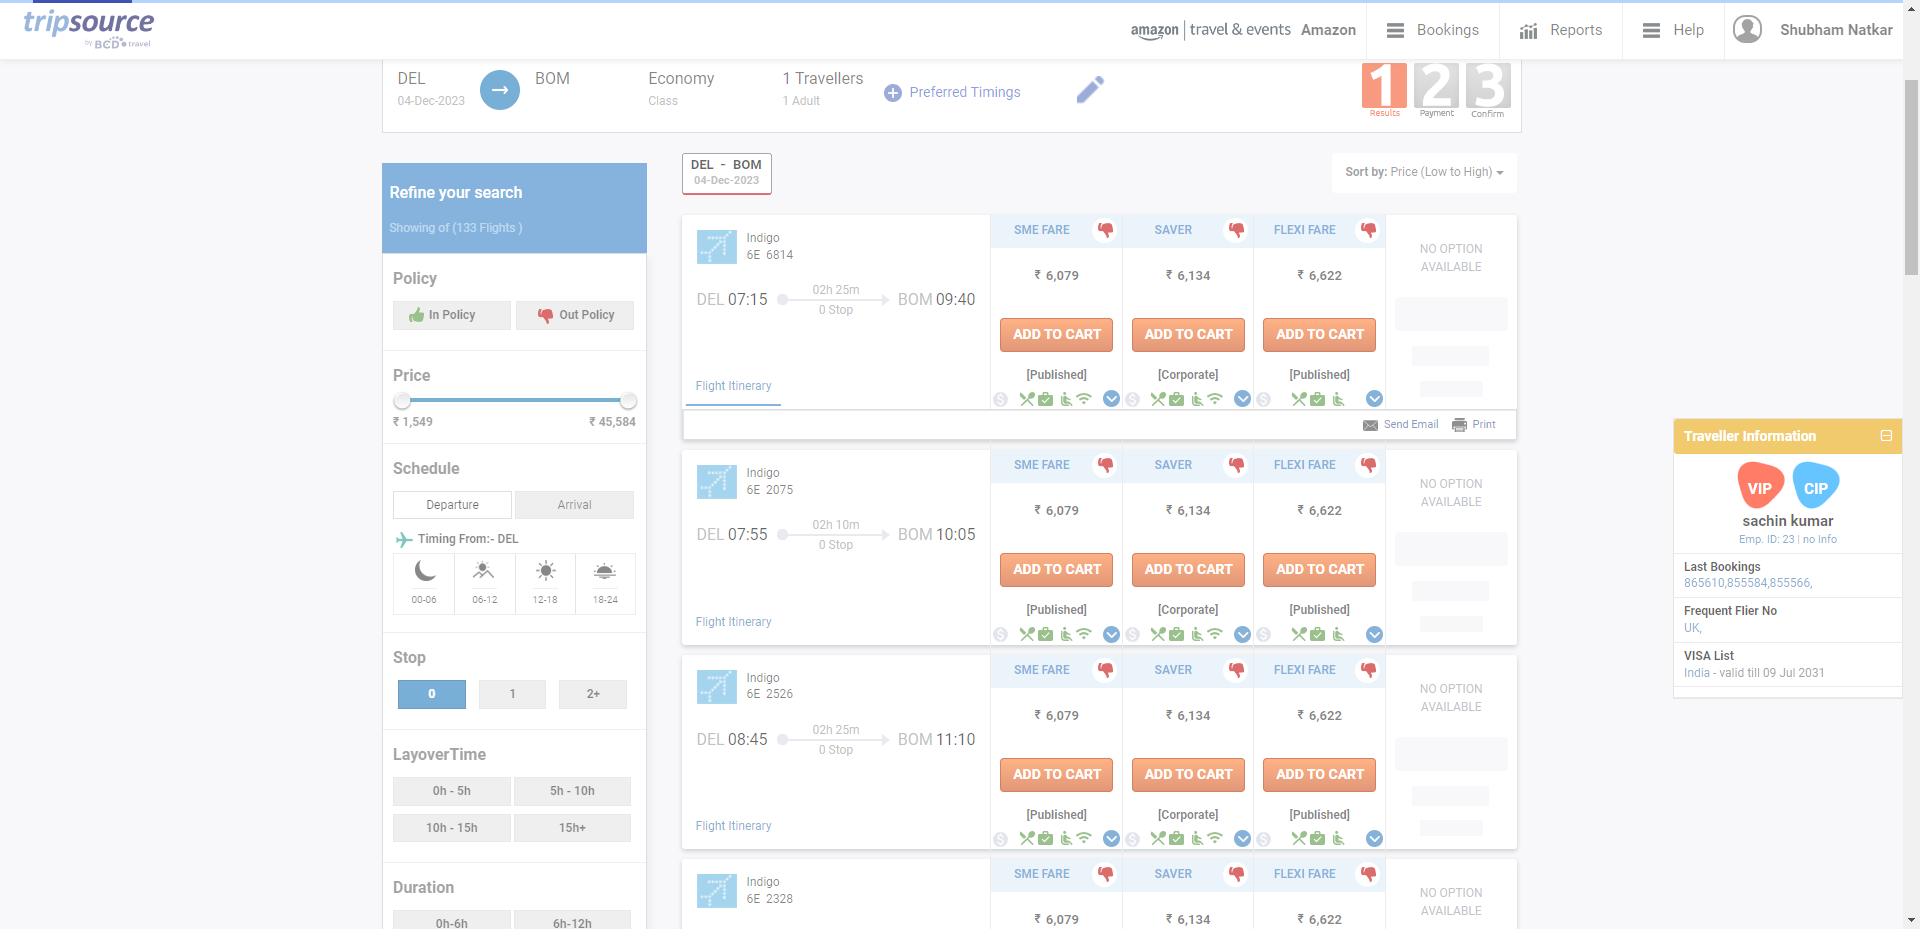 tripsource
by BCD travel
amazon | travel & events Amazon
Bookings
Reports
Help
Shubham Natkar
DEL
04-Dec-2023
BOM
Economy
Class
1 Travellers
1 Adult
Preferred Timings
1 2 3
Results Payment Confirm
Refine your search
Showing of (133 Flights )
Policy
In Policy
Out Policy
Price
₹ 1,549
₹ 45,584
Schedule
Departure
Arrival
Timing From:- DEL
00-06 06-12 12-18 18-24
Stop
0 1 2+
LayoverTime
0h - 5h 5h - 10h
10h - 15h 15h+
Duration
0h-6h 6h-12h
DEL - BOM
04-Dec-2023
Sort by: Price (Low to High)
Indigo
6E 6814
DEL 07:15
02h 25m
0 Stop
BOM 09:40
Flight Itinerary
SME FARE SAVER FLEXI FARE
₹ 6,079 ₹ 6,134 ₹ 6,622
ADD TO CART ADD TO CART ADD TO CART
[Published] [Corporate] [Published]
NO OPTION
AVAILABLE
Send Email Print
Indigo
6E 2075
DEL 07:55
02h 10m
0 Stop
BOM 10:05
Flight Itinerary
SME FARE SAVER FLEXI FARE
₹ 6,079 ₹ 6,134 ₹ 6,622
ADD TO CART ADD TO CART ADD TO CART
[Published] [Corporate] [Published]
NO OPTION
AVAILABLE
Indigo
6E 2526
DEL 08:45
02h 25m
0 Stop
BOM 11:10
Flight Itinerary
SME FARE SAVER FLEXI FARE
₹ 6,079 ₹ 6,134 ₹ 6,622
ADD TO CART ADD TO CART ADD TO CART
[Published] [Corporate] [Published]
NO OPTION
AVAILABLE
Indigo
6E 2328
SME FARE SAVER FLEXI FARE
₹ 6,079 ₹ 6,134 ₹ 6,622
NO OPTION
AVAILABLE
Traveller Information
VIP CIP
sachin kumar
Emp. ID: 23 | no Info
Last Bookings
865610,855584,855566,
Frequent Flier No
UK,
VISA List
India - valid till 09 Jul 2031